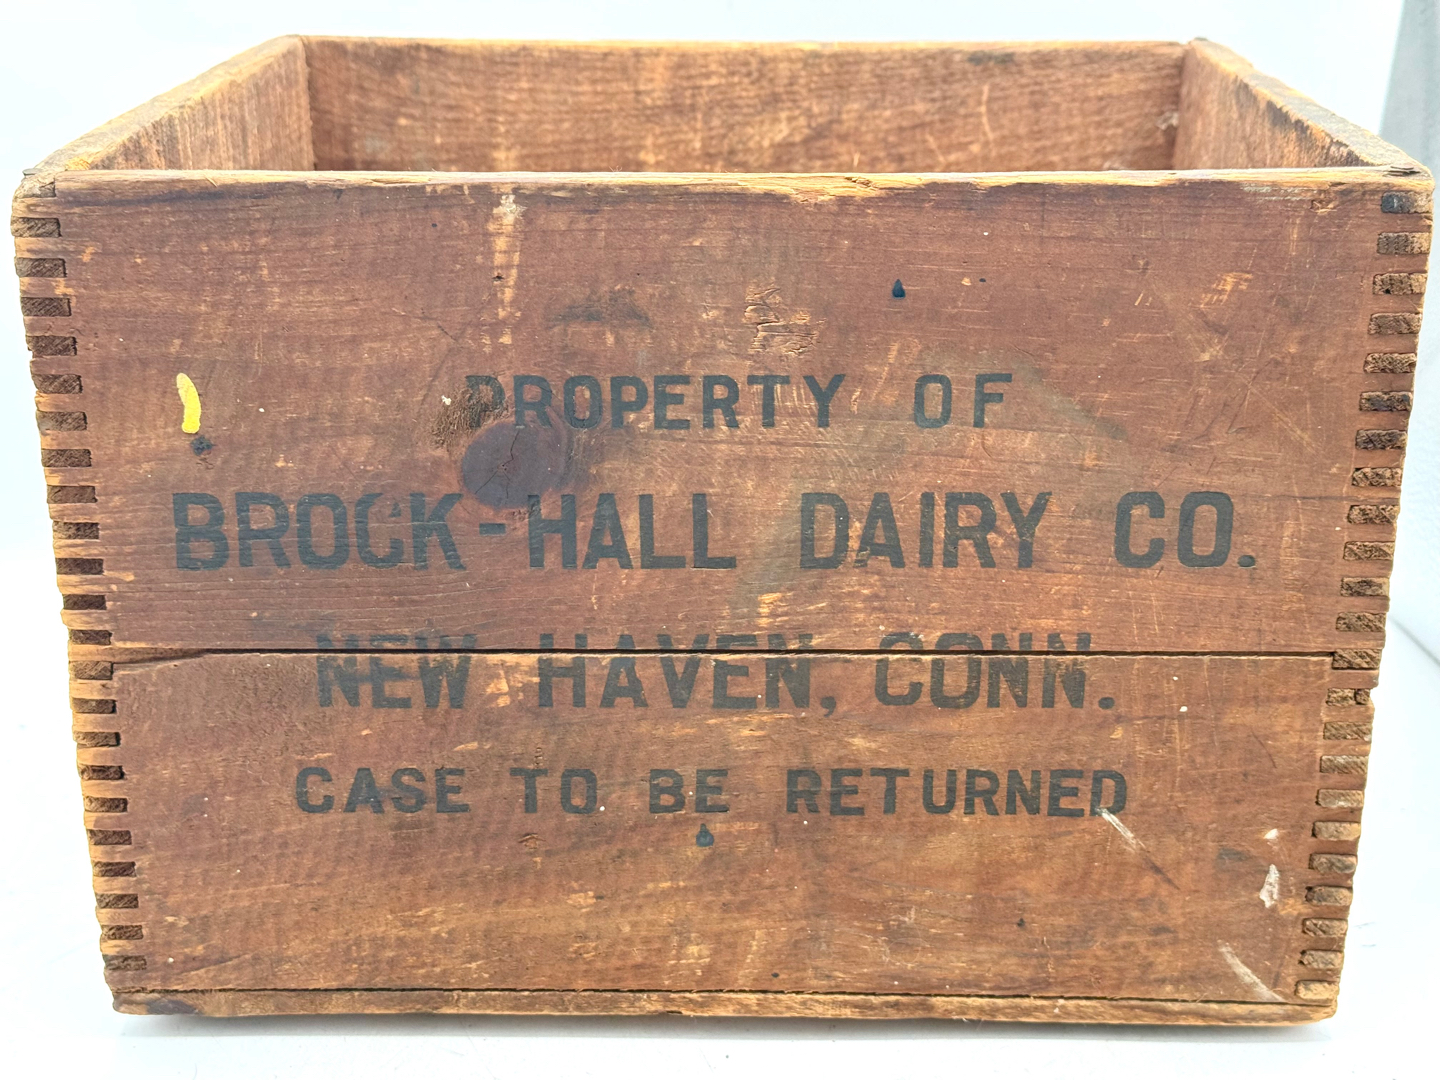 PROPERTY OF
BROCK-HALL DAIRY CO.
NEW HAVEN, CONN.
CASE TO BE RETURNED